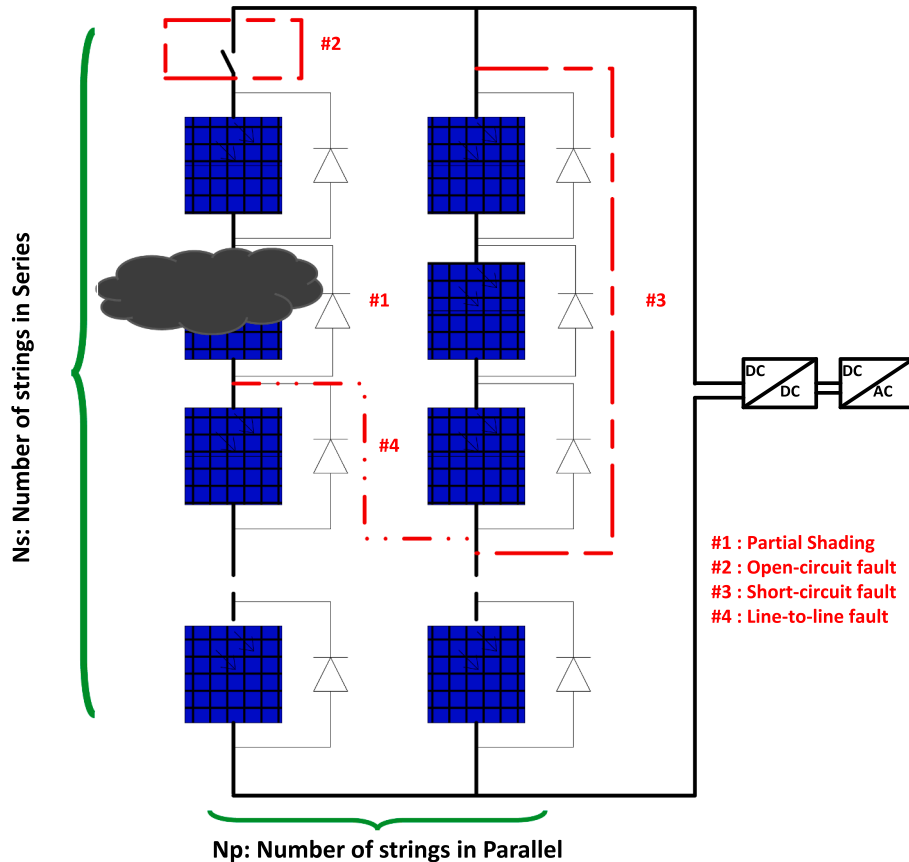 #2
#1
#3
#4
DC
DC
DC
AC
Ns: Number of strings in Series
#1 : Partial Shading
#2 : Open-circuit fault
#3 : Short-circuit fault
#4 : Line-to-line fault
Np: Number of strings in Parallel